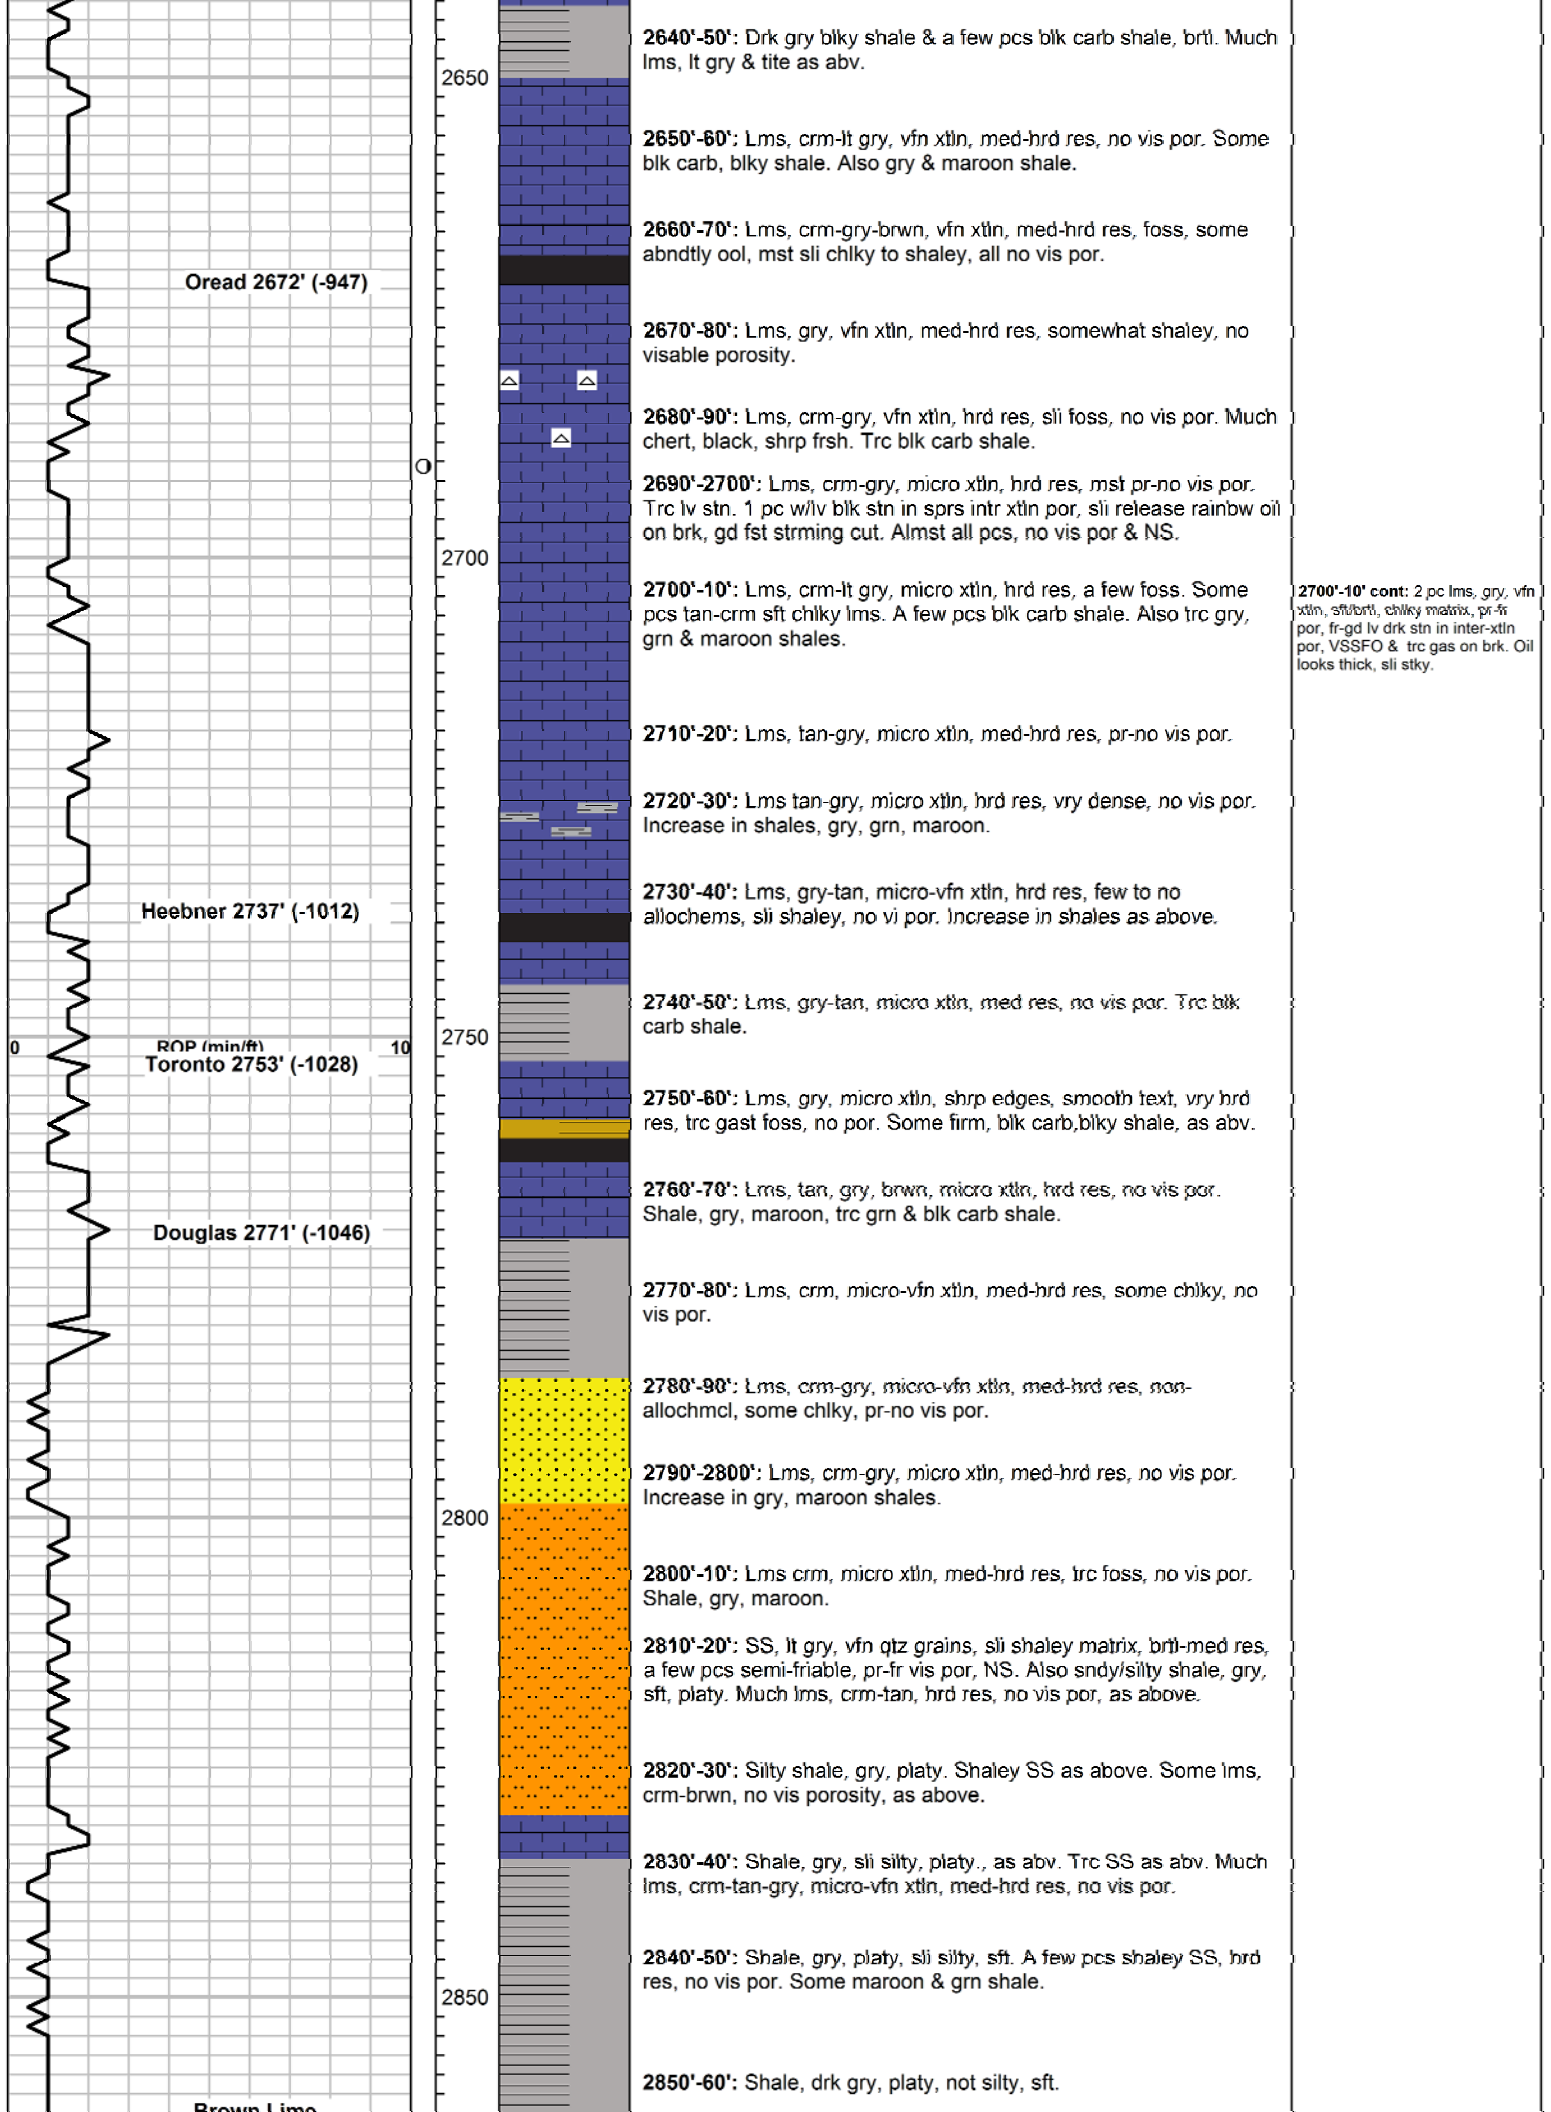 2640'-50': Drk gry blky shale & a few pcs blk carb shale, brtl. Much
lms, lt gry & tite as abv.
2650
2650'-60': Lms, crm-lt gry, vfn xtln, med-hrd res, no vis por. Some
blk carb, blky shale. Also gry & maroon shale.
2660'-70': Lms, crm-gry-brwn, vfn xtln, med-hrd res, foss, some
abndtly ool, mst sli chlky to shaley, all no vis por.
Oread 2672' (-947)
2670'-80': Lms, gry, vfn xtln, med-hrd res, somewhat shaley, no
visable porosity.
2680'-90': Lms, crm-gry, vfn xtln, hrd res, sli foss, no vis por. Much
chert, black, shrp frsh. Trc blk carb shale.
2690'-2700': Lms, crm-gry, micro xtln, hrd res, mst pr-no vis por.
Trc lv stn. 1 pc w/lv blk stn in sprs intr xtln por, sli release rainbw oil
on brk, gd fst strming cut. Almst all pcs, no vis por & NS.
2700
2700'-10': Lms, crm-lt gry, micro xtln, hrd res, a few foss. Some
pcs tan-crm sft chlky lms. A few pcs blk carb shale. Also trc gry,
grn & maroon shales.
2700'-10' cont: 2 pc lms, gry, vfn
xtln, sft/brtl, chlky matrix, pr-fr
por, fr-gd lv drk stn in inter-xtln
por, VSSFO & trc gas on brk. Oil
looks thick, sli stky.
2710'-20': Lms, tan-gry, micro xtln, med-hrd res, pr-no vis por.
2720'-30': Lms tan-gry, micro xtln, hrd res, vry dense, no vis por.
Increase in shales, gry, grn, maroon.
2730'-40': Lms, gry-tan, micro-vfn xtln, hrd res, few to no
allochems, sli shaley, no vi por. Increase in shales as above.
Heebner 2737' (-1012)
2740'-50': Lms, gry-tan, micro xtln, med res, no vis por. Trc blk
carb shale.
2750
0 ROP (min/ft) 10
Toronto 2753' (-1028)
2750'-60': Lms, gry, micro xtln, shrp edges, smooth text, vry hrd
res, trc gast foss, no por. Some firm, blk carb,blky shale, as abv.
2760'-70': Lms, tan, gry, brwn, micro xtln, hrd res, no vis por.
Shale, gry, maroon, trc grn & blk carb shale.
Douglas 2771' (-1046)
2770'-80': Lms, crm, micro-vfn xtln, med-hrd res, some chlky, no
vis por.
2780'-90': Lms, crm-gry, micro-vfn xtln, med-hrd res, non-
allochmcl, some chlky, pr-no vis por.
2790'-2800': Lms, crm-gry, micro xtln, med-hrd res, no vis por.
Increase in gry, maroon shales.
2800
2800'-10': Lms crm, micro xtln, med-hrd res, trc foss, no vis por.
Shale, gry, maroon.
2810'-20': SS, lt gry, vfn qtz grains, sli shaley matrix, brtl-med res,
a few pcs semi-friable, pr-fr vis por, NS. Also sndy/silty shale, gry,
sft, platy. Much lms, crm-tan, hrd res, no vis por, as above.
2820'-30': Silty shale, gry, platy. Shaley SS as above. Some lms,
crm-brwn, no vis porosity, as above.
2830'-40': Shale, gry, sli silty, platy., as abv. Trc SS as abv. Much
lms, crm-tan-gry, micro-vfn xtln, med-hrd res, no vis por.
2840'-50': Shale, gry, platy, sli silty, sft. A few pcs shaley SS, hrd
res, no vis por. Some maroon & grn shale.
2850
2850'-60': Shale, drk gry, platy, not silty, sft.
Brown Lime